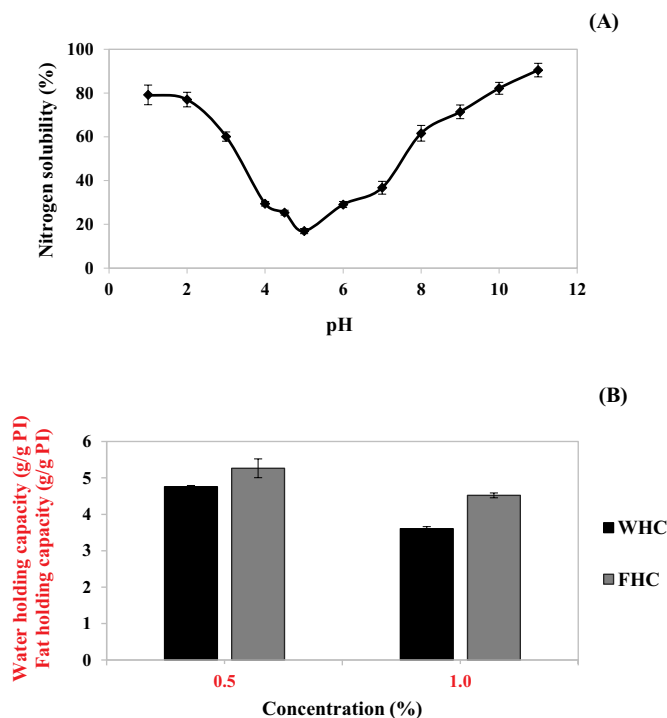 (A)
Nitrogen solubility (%)
100
80
60
40
20
0
0 2 4 6 8 10 12
pH
(B)
Water holding capacity (g/g PI)
Fat holding capacity (g/g PI)
6
5
4
3
2
1
0
0.5 1.0
Concentration (%)
WHC
FHC